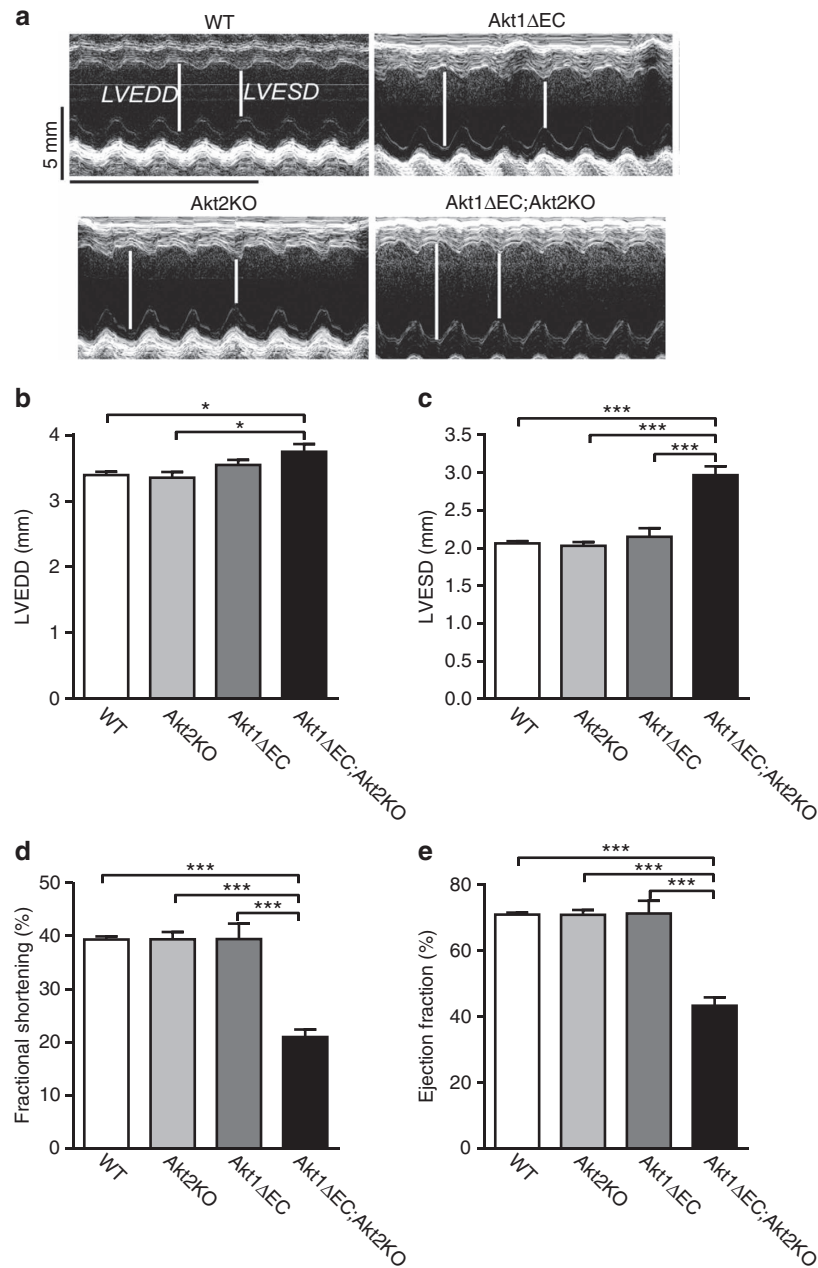 a
WT
Akt1ΔEC
LVEDD
LVESD
5 mm
Akt2KO
Akt1ΔEC;Akt2KO
b
*
*
4
3
2
1
0
LVEDD (mm)
WT
Akt2KO
Akt1ΔEC
Akt1ΔEC;Akt2KO
c
***
***
***
3.5
3.0
2.5
2.0
1.5
1.0
0.5
0.0
LVESD (mm)
WT
Akt2KO
Akt1ΔEC
Akt1ΔEC;Akt2KO
d
***
***
***
50
40
30
20
10
0
Fractional shortening (%)
WT
Akt2KO
Akt1ΔEC
Akt1ΔEC;Akt2KO
e
***
***
***
80
60
40
20
0
Ejection fraction (%)
WT
Akt2KO
Akt1ΔEC
Akt1ΔEC;Akt2KO